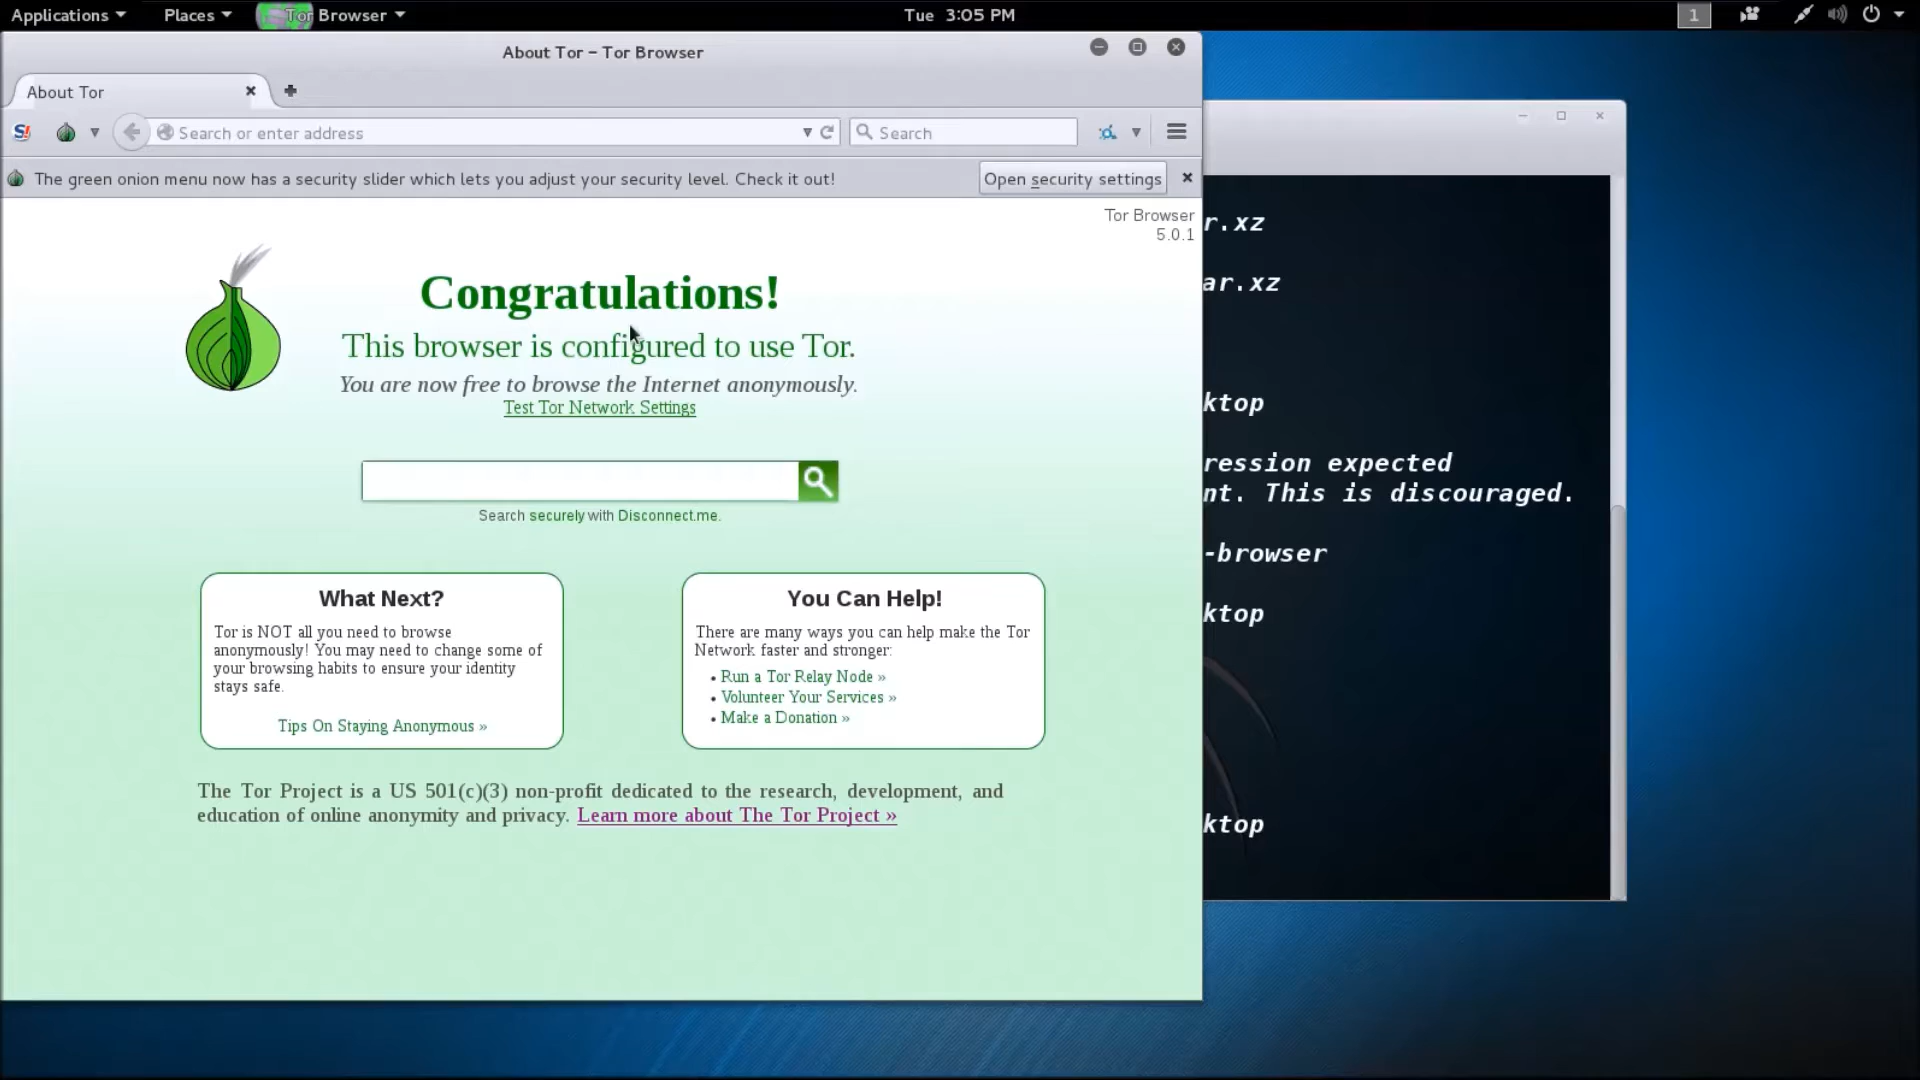 Applications
Places
Tor Browser
Tue 3:05 PM
1
About Tor – Tor Browser
About Tor
S!
Search or enter address
Search
The green onion menu now has a security slider which lets you adjust your security level. Check it out!
Open security settings
Tor Browser
5.0.1
Congratulations!
This browser is configured to use Tor.
You are now free to browse the Internet anonymously.
Test Tor Network Settings
Search securely with Disconnect.me.
What Next?
Tor is NOT all you need to browse
anonymously! You may need to change some of
your browsing habits to ensure your identity
stays safe.
Tips On Staying Anonymous »
You Can Help!
There are many ways you can help make the Tor
Network faster and stronger:
• Run a Tor Relay Node »
• Volunteer Your Services »
• Make a Donation »
The Tor Project is a US 501(c)(3) non-profit dedicated to the research, development, and
education of online anonymity and privacy. Learn more about The Tor Project »
r.xz
ar.xz
ktop
ression expected
nt. This is discouraged.
-browser
ktop
ktop